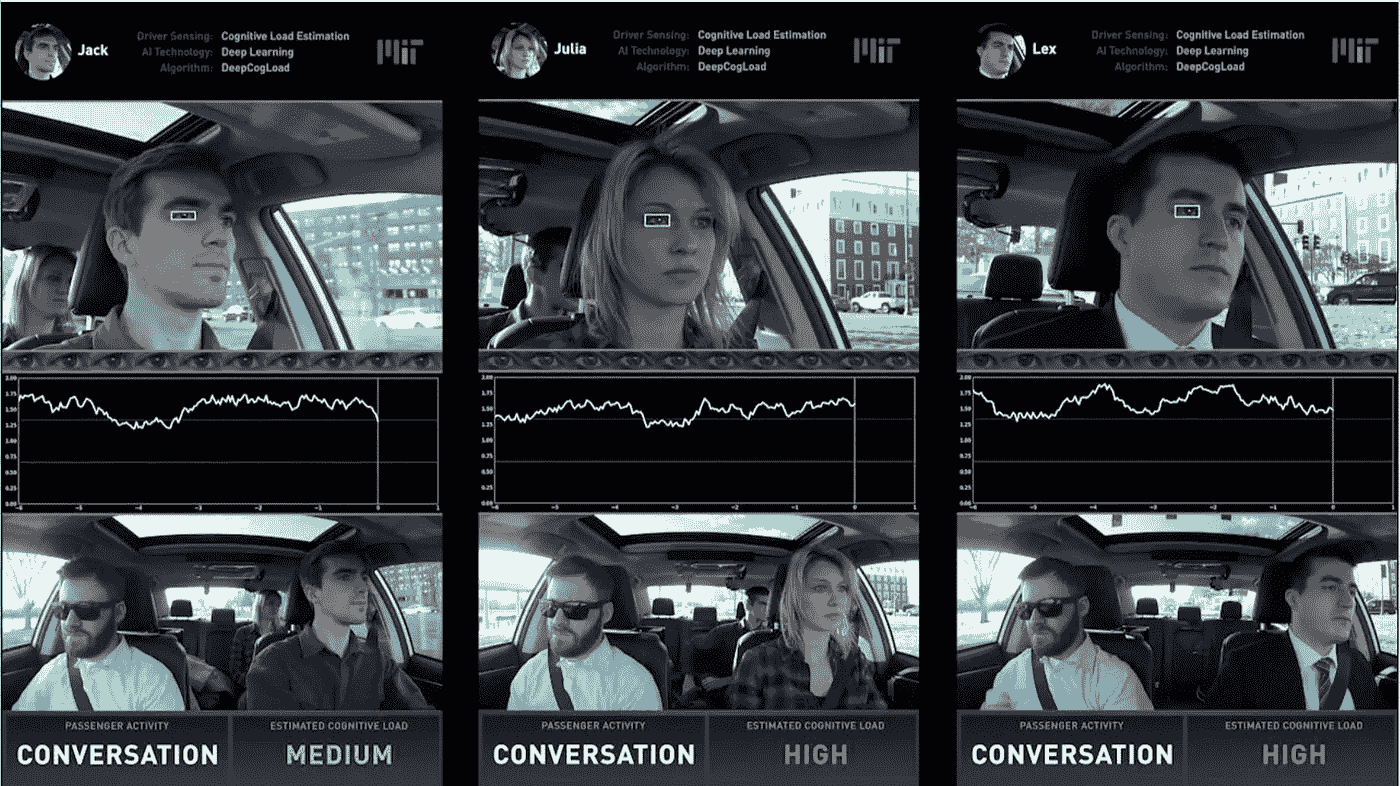 Jack
Driver Sensing: Cognitive Load Estimation
AI Technology: Deep Learning
Algorithm: DeepCogLoad
MIT
2.00
1.50
1.25
1.00
0.75
0.50
0.25
0.00
PASSENGER ACTIVITY
CONVERSATION
ESTIMATED COGNITIVE LOAD
MEDIUM
Julia
Driver Sensing: Cognitive Load Estimation
AI Technology: Deep Learning
Algorithm: DeepCogLoad
MIT
2.00
1.75
1.50
1.25
1.00
0.75
0.50
0.25
0.00
PASSENGER ACTIVITY
CONVERSATION
ESTIMATED COGNITIVE LOAD
HIGH
Lex
Driver Sensing: Cognitive Load Estimation
AI Technology: Deep Learning
Algorithm: DeepCogLoad
MIT
2.00
1.75
1.50
1.25
1.00
0.75
0.50
0.25
0.00
PASSENGER ACTIVITY
CONVERSATION
ESTIMATED COGNITIVE LOAD
HIGH